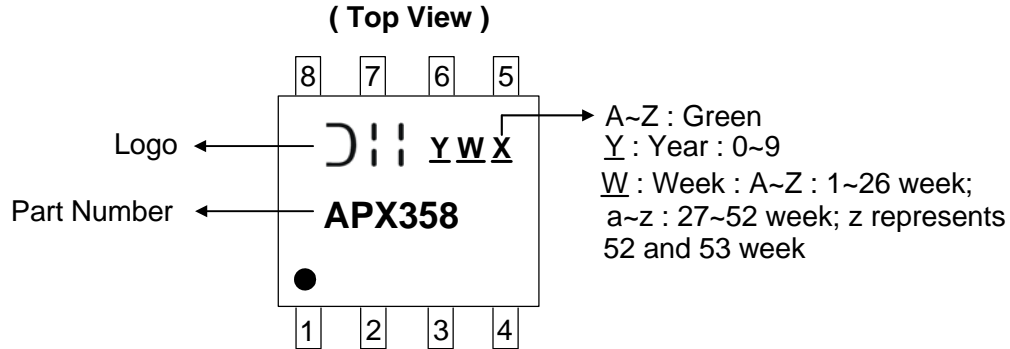 ( Top View )
8 7 6 5
Logo
Y W X
A~Z : Green
Y : Year : 0~9
W : Week : A~Z : 1~26 week;
a~z : 27~52 week; z represents
52 and 53 week
Part Number
APX358
1 2 3 4